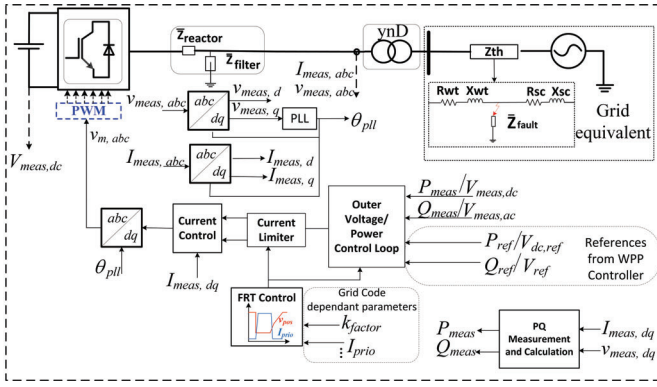 Z̄reactor
ynD
Z̄filter
Zth
Imeas, abc
vmeas,abc
Rwt Xwt Rsc Xsc
Z̄fault
Grid
equivalent
PWM
vm, abc
Vmeas,dc
vmeas,abc
abc
dq
vmeas, d
vmeas, q
PLL
θpll
Imeas,abc
abc
dq
Imeas, d
Imeas, q
abc
dq
θpll
Current
Control
Imeas, dq
Current
Limiter
Outer
Voltage/
Power
Control Loop
Pmeas/Vmeas,dc
Qmeas/Vmeas,ac
Pref/Vdc,ref
Qref/Vref
References
from WPP
Controller
FRT Control
vpos
Iprio
Grid Code
dependant parameters
kfactor
Iprio
Pmeas
Qmeas
PQ
Measurement
and Calculation
Imeas, dq
vmeas, dq